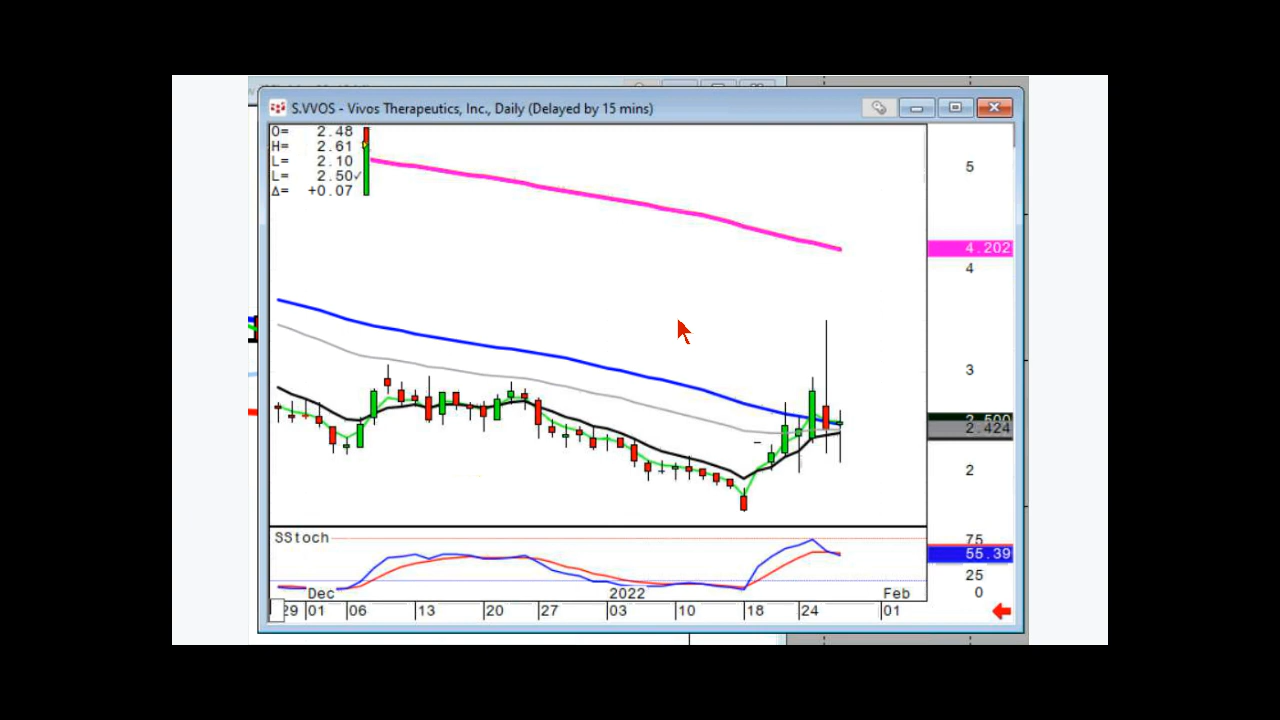 S.VVOS - Vivos Therapeutics, Inc., Daily (Delayed by 15 mins)
O= 2.48
H= 2.61
L= 2.10
L= 2.50✓
Δ= +0.07
5
4.202
4
3
2.500
2.424
2
SStoch
75
55.39
25
0
Dec 2022 Feb
29 01 06 13 20 27 03 10 18 24 01